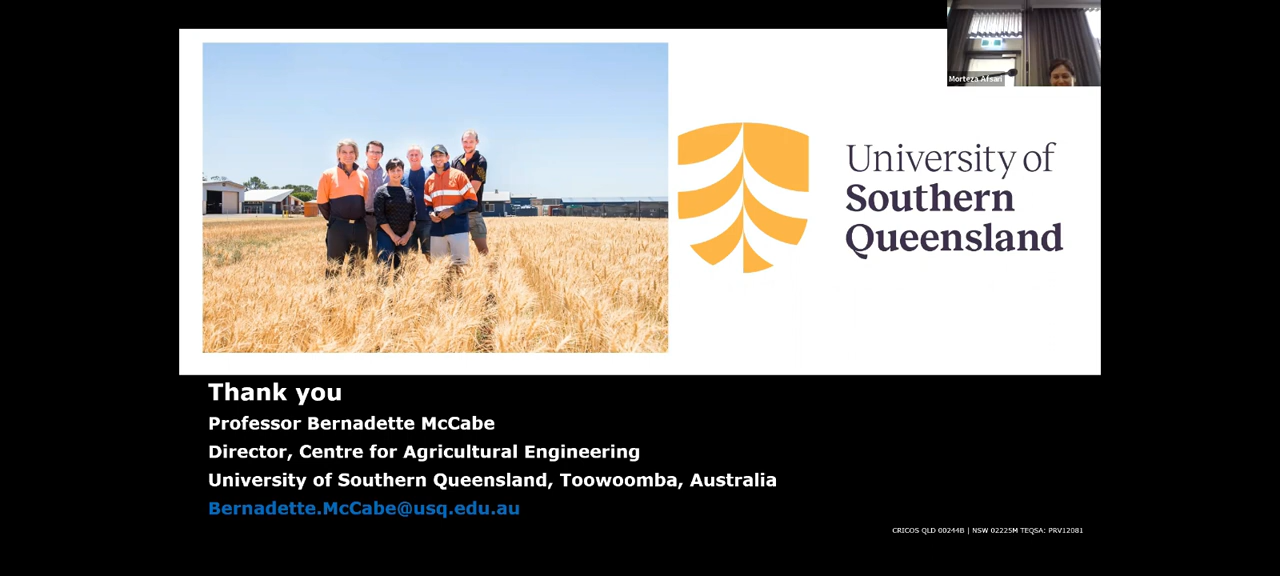 Morteza Afsari
University of
Southern
Queensland
Thank you
Professor Bernadette McCabe
Director, Centre for Agricultural Engineering
University of Southern Queensland, Toowoomba, Australia
Bernadette.McCabe@usq.edu.au
CRICOS QLD 00244B | NSW 02225M TEQSA: PRV12081